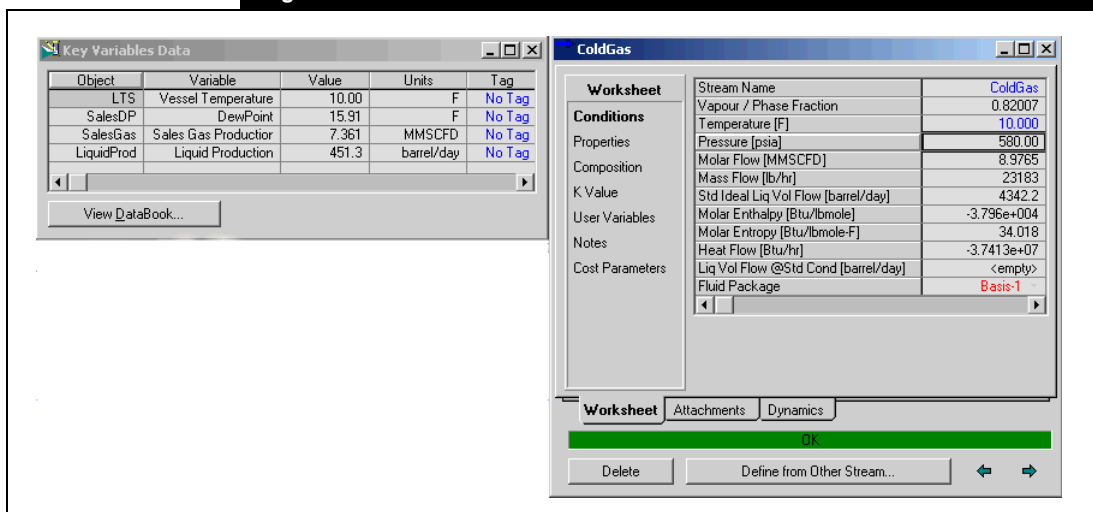 Key Variables Data
Object Variable Value Units Tag
LTS Vessel Temperature 10.00 F No Tag
SalesDP DewPoint 15.91 F No Tag
SalesGas Sales Gas Productior 7.361 MMSCFD No Tag
LiquidProd Liquid Production 451.3 barrel/day No Tag
View DataBook...
ColdGas
Worksheet
Conditions
Properties
Composition
K Value
User Variables
Notes
Cost Parameters
Stream Name ColdGas
Vapour / Phase Fraction 0.82007
Temperature [F] 10.000
Pressure [psia] 580.00
Molar Flow [MMSCFD] 8.9765
Mass Flow [lb/hr] 23183
Std Ideal Liq Vol Flow [barrel/day] 4342.2
Molar Enthalpy [Btu/lbmole] -3.796e+004
Molar Entropy [Btu/lbmole-F] 34.018
Heat Flow [Btu/hr] -3.7413e+07
Liq Vol Flow @Std Cond [barrel/day] <empty>
Fluid Package Basis-1
Worksheet Attachments Dynamics
OK
Delete Define from Other Stream...